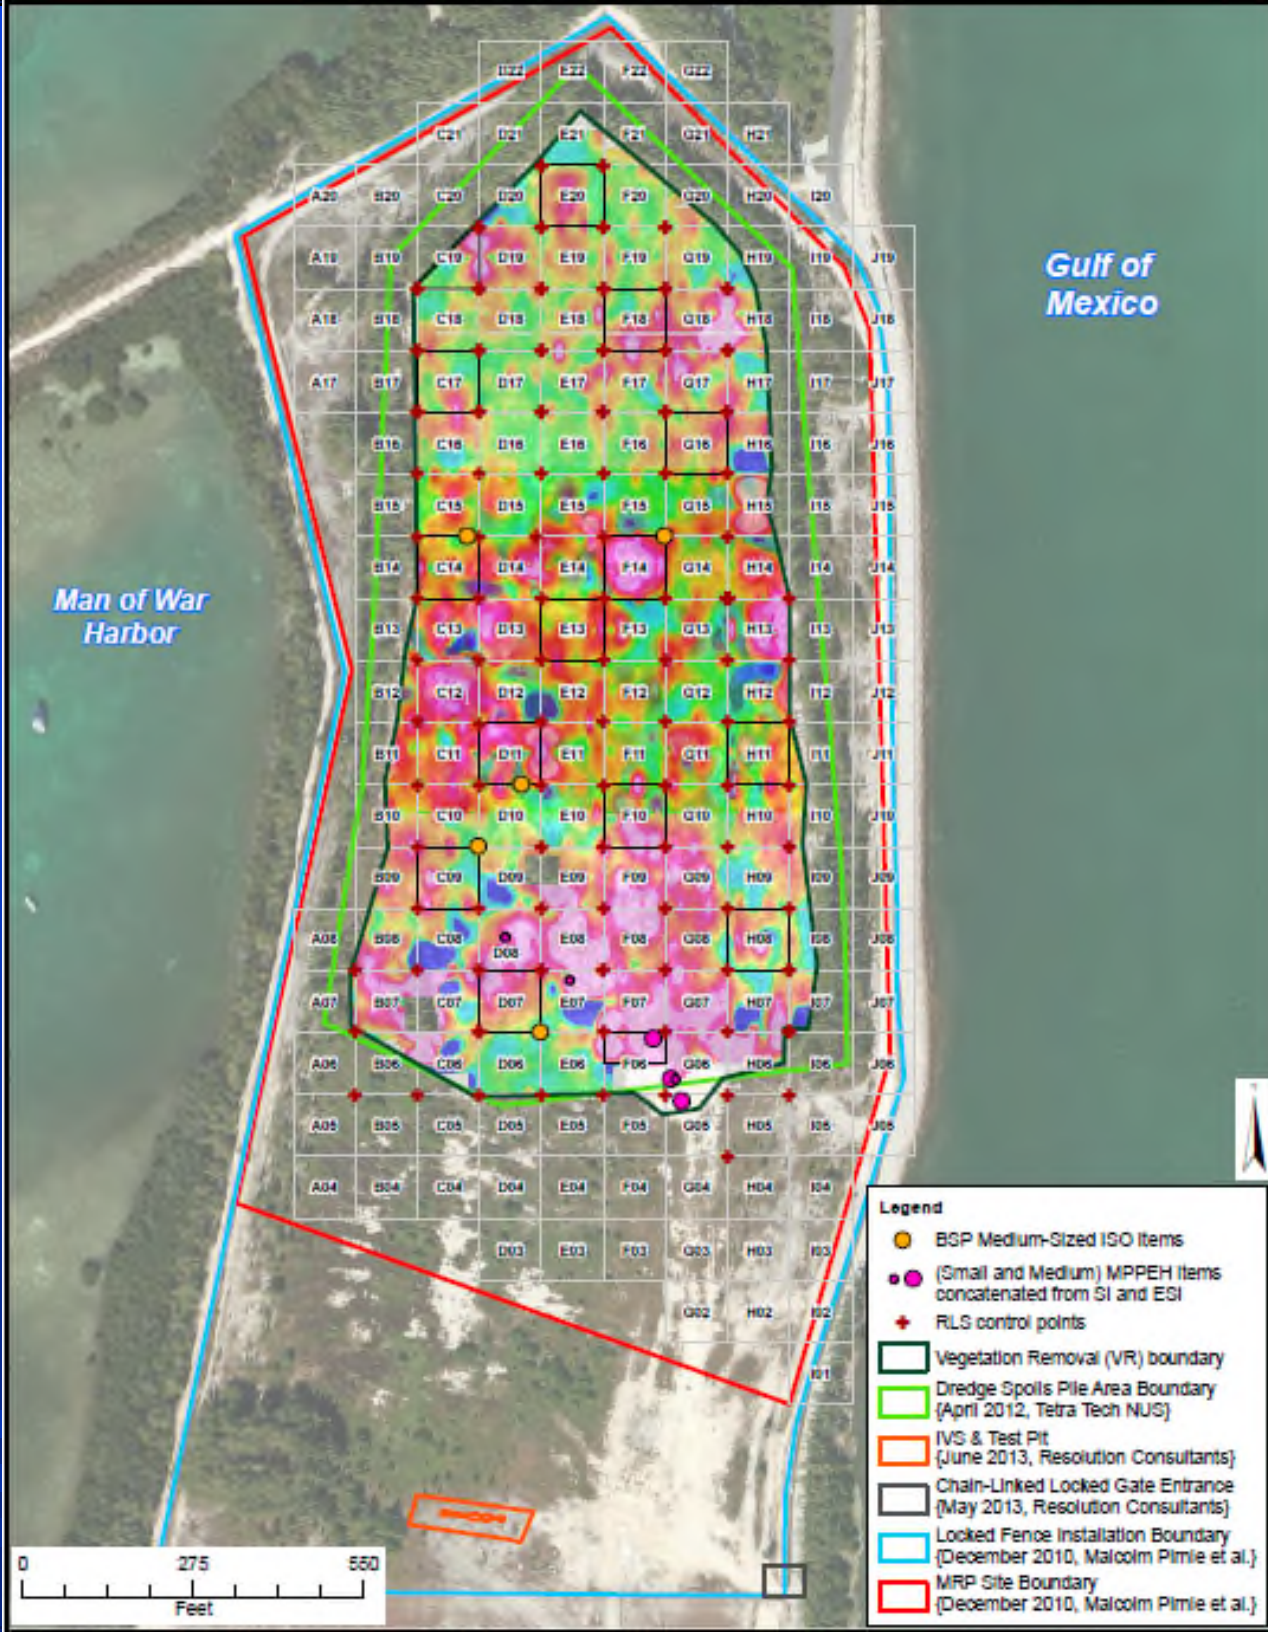 D22 E22 F22 G22
C21 D21 E21 F21 G21 H21
A20 B20 C20 D20 E20 F20 G20 H20 I20
A19 B19 C19 D19 E19 F19 G19 H19 I19 J19
Gulf of
Mexico
A18 B18 C18 D18 E18 F18 G18 H18 I18 J18
A17 B17 C17 D17 E17 F17 G17 H17 I17 J17
B16 C16 D16 E16 F16 G16 H16 I16 J16
B15 C15 D15 E15 F15 G15 H15 I15 J15
B14 C14 D14 E14 F14 G14 H14 I14 J14
Man of War
Harbor
B13 C13 D13 E13 F13 G13 H13 I13 J13
B12 C12 D12 E12 F12 G12 H12 I12 J12
B11 C11 D11 E11 F11 G11 H11 I11 J11
B10 C10 D10 E10 F10 G10 H10 I10 J10
B09 C09 D09 E09 F09 G09 H09 I09 J09
A08 B08 C08 D08 E08 F08 G08 H08 I08 J08
A07 B07 C07 D07 E07 F07 G07 H07 I07 J07
A06 B06 C06 D06 E06 F06 G06 H06 I06 J06
A05 B05 C05 D05 E05 F05 G05 H05 I05 J05
A04 B04 C04 D04 E04 F04 G04 H04 I04
D03 E03 F03 G03 H03 I03
G02 H02 I02
I01
Legend
BSP Medium-Sized ISO Items
(Small and Medium) MPPEH Items
concatenated from SI and ESI
RLS control points
Vegetation Removal (VR) boundary
Dredge Spoils Pile Area Boundary
{April 2012, Tetra Tech NUS}
IVS & Test Pit
{June 2013, Resolution Consultants}
Chain-Linked Locked Gate Entrance
{May 2013, Resolution Consultants}
Locked Fence Installation Boundary
{December 2010, Malcolm Pirnie et al.}
MRP Site Boundary
{December 2010, Malcolm Pirnie et al.}
0 275 550
Feet